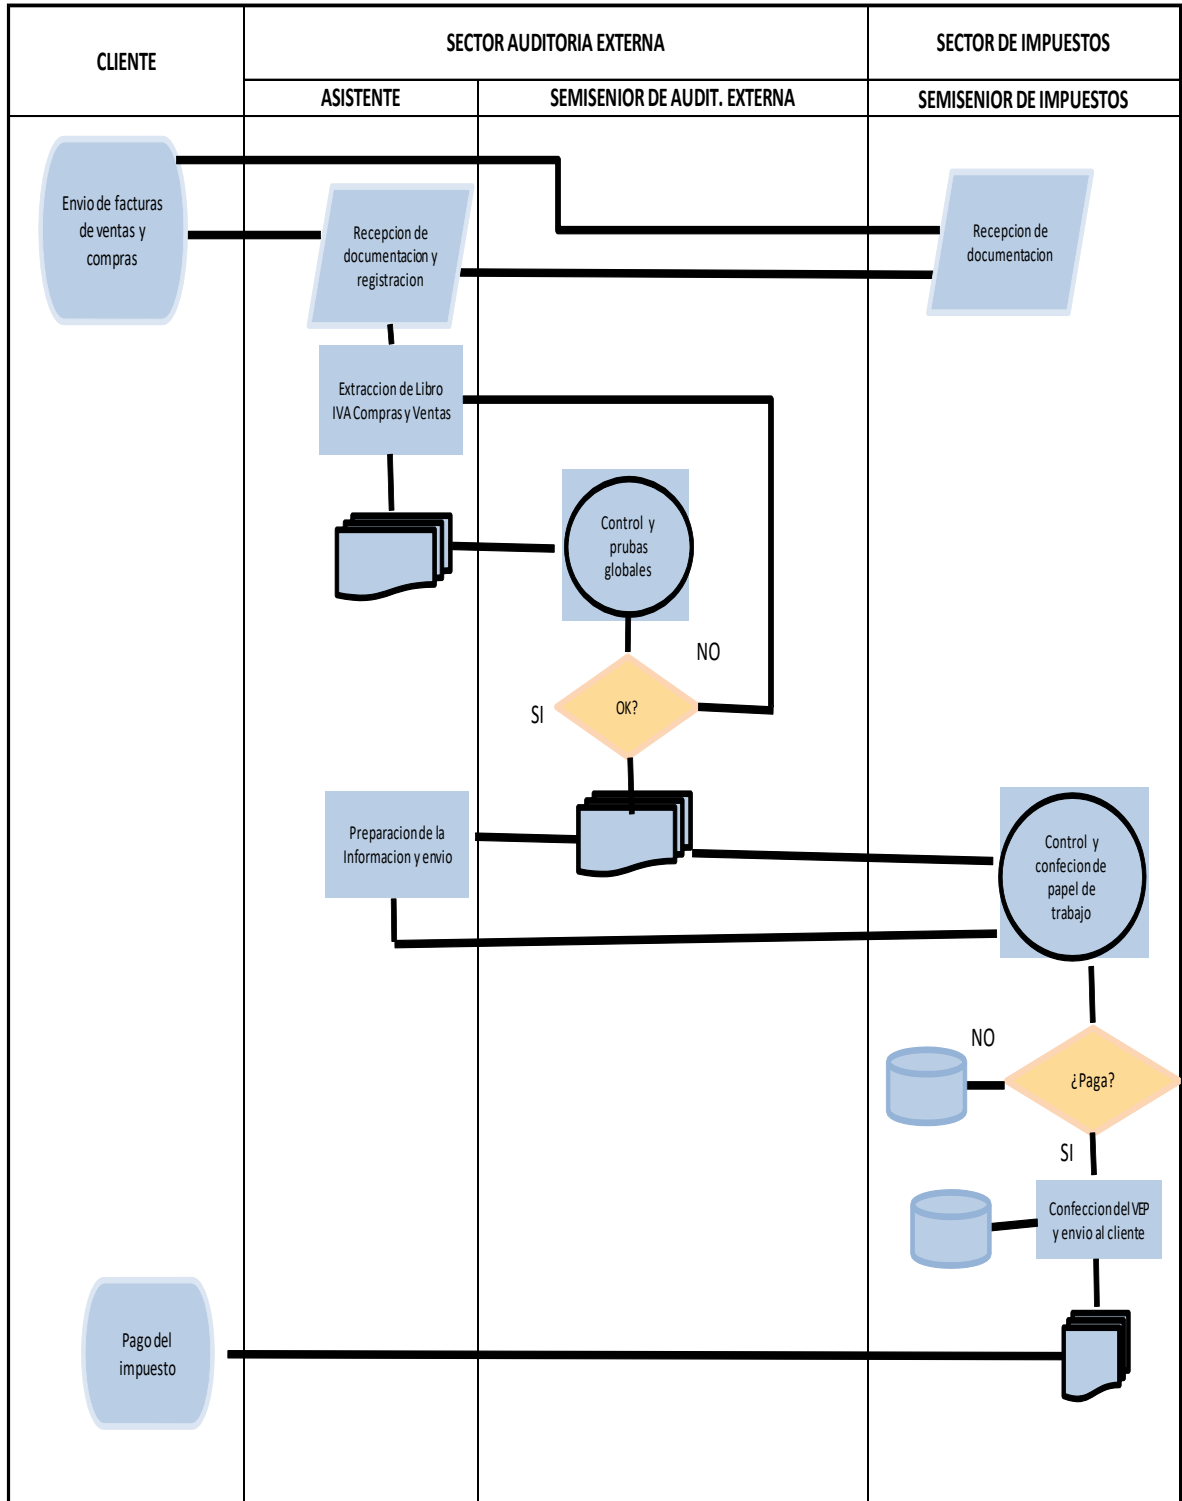 CLIENTE
SECTOR AUDITORIA EXTERNA
SECTOR DE IMPUESTOS
ASISTENTE
SEMISENIOR DE AUDIT. EXTERNA
SEMISENIOR DE IMPUESTOS
Envio de facturas
de ventas y
compras
Recepcion de
documentacion y
registracion
Recepcion de
documentacion
Extraccion de Libro
IVA Compras y Ventas
Control y
prubas
globales
NO
SI
OK?
Preparacion de la
Informacion y envio
Control y
confecion de
papel de
trabajo
NO
¿Paga?
SI
Confeccion del VEP
y envio al cliente
Pago del
impuesto